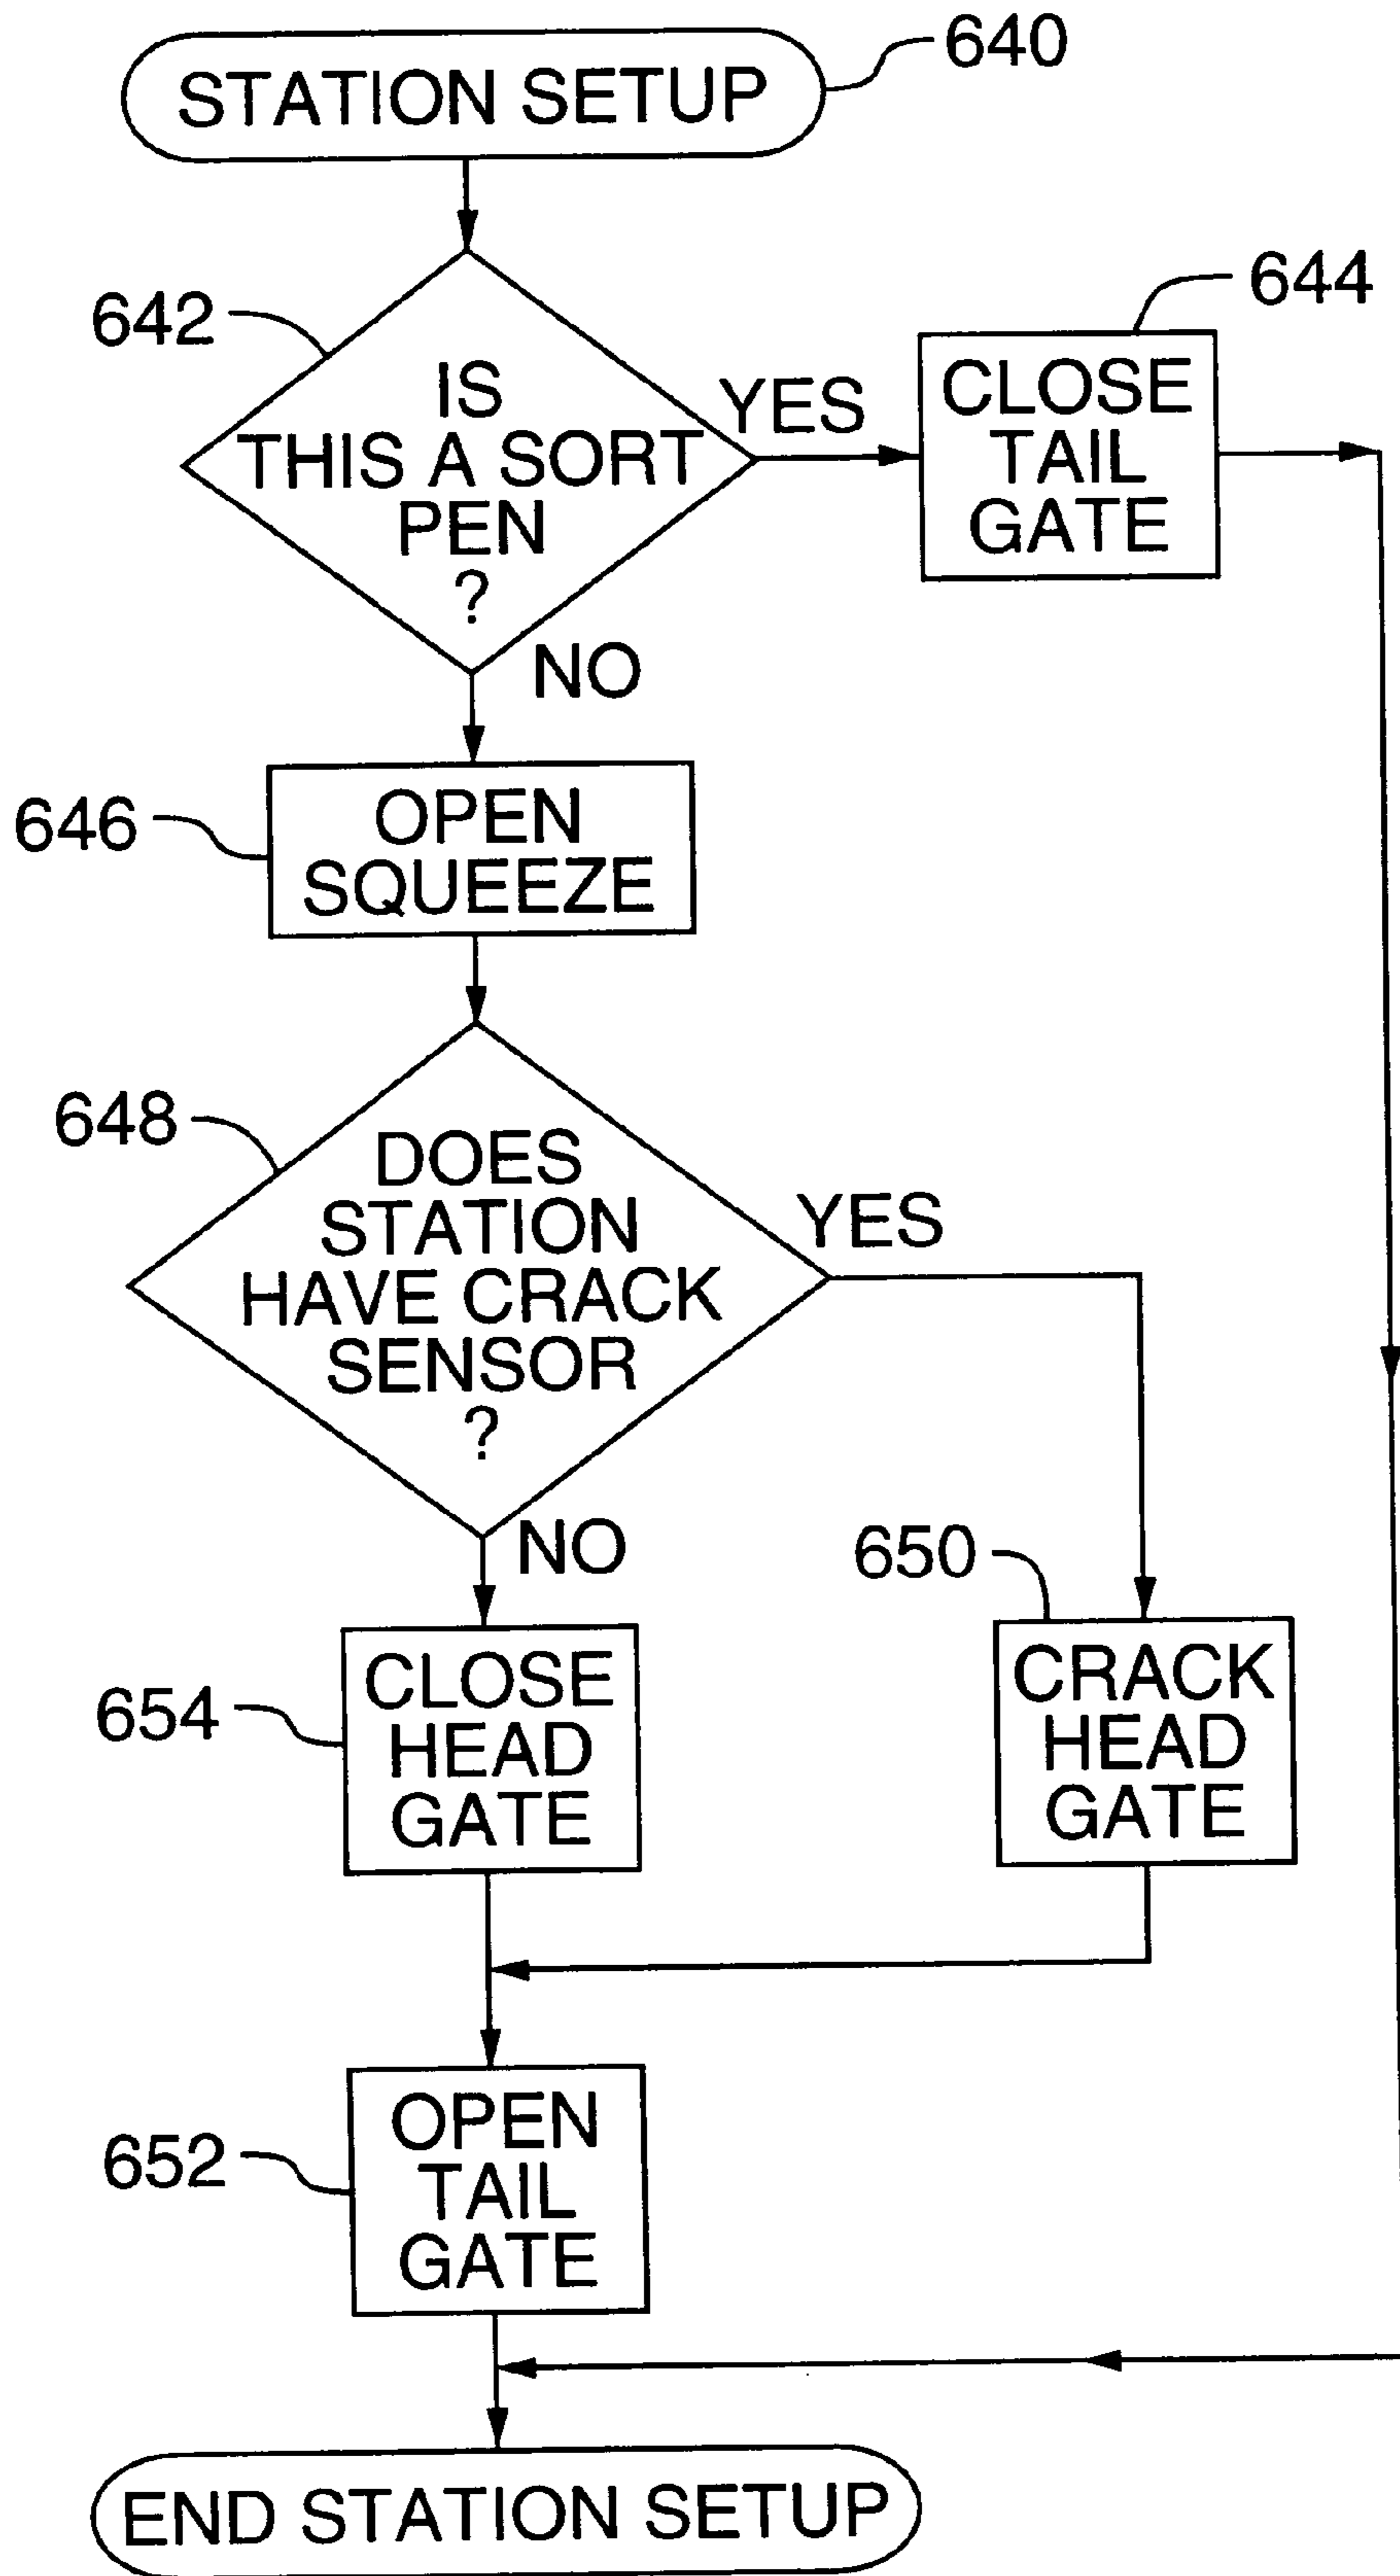 STATION SETUP
640
642
IS
THIS A SORT
PEN
?
YES
644
CLOSE
TAIL
GATE
NO
646
OPEN
SQUEEZE
648
DOES
STATION
HAVE CRACK
SENSOR
?
YES
NO
650
654
CLOSE
HEAD
GATE
CRACK
HEAD
GATE
652
OPEN
TAIL
GATE
END STATION SETUP